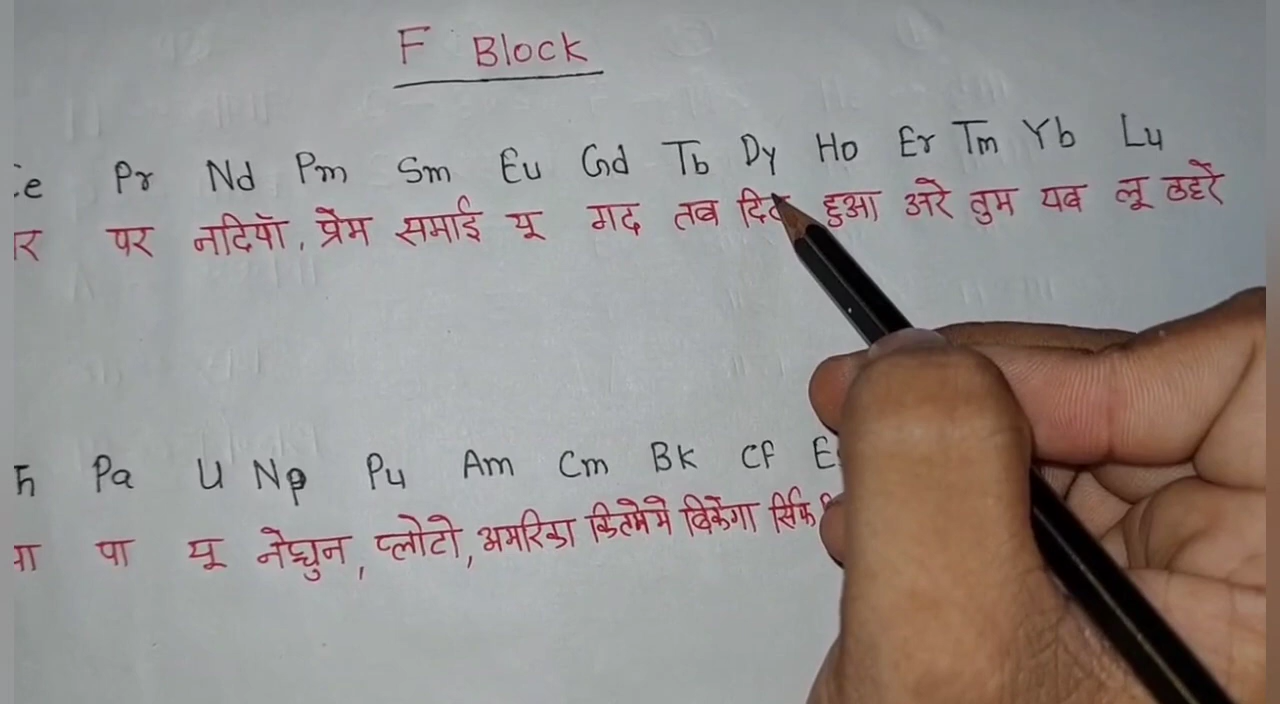 F Block
Pr Nd Pm Sm Eu Gd Tb Dy Ho Er Tm Yb Lu
पर नदियॉ, प्रेम समाई यू गद तब हुआ अरे तुम यब लू ठहरे
Pa U Np Pu Am Cm Bk Cf
पा यू नेप्चुन, प्लोटो, अमरिका बिकेंगा सिर्फ